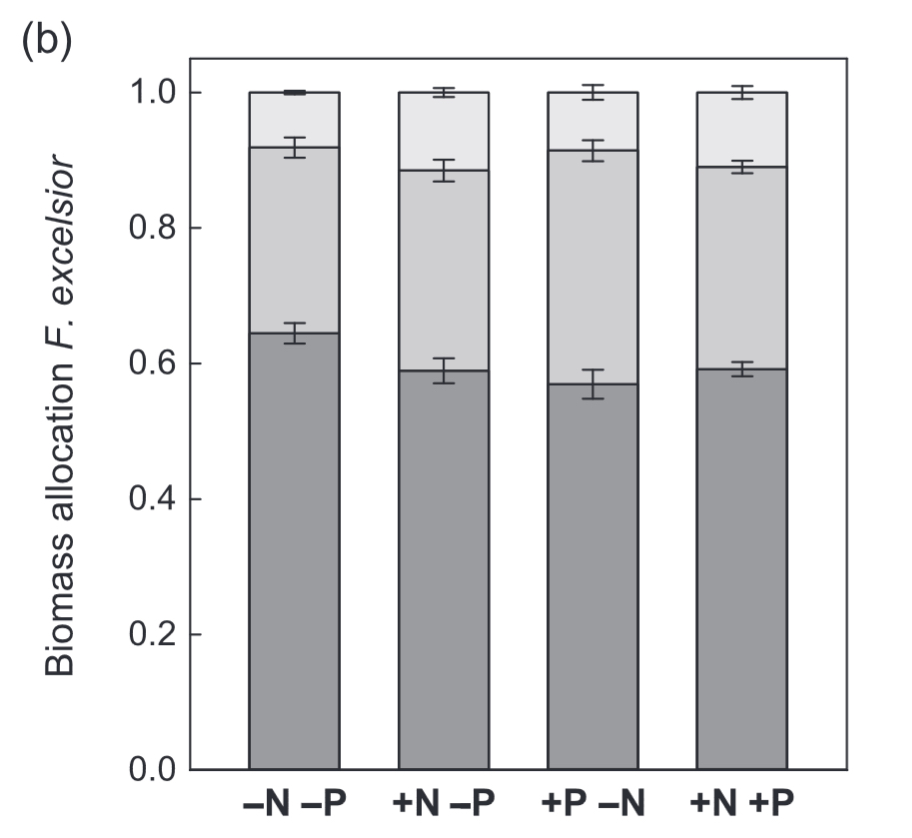 (b)
Biomass allocation F. excelsior
1.0
0.8
0.6
0.4
0.2
0.0
–N –P +N –P +P –N +N +P